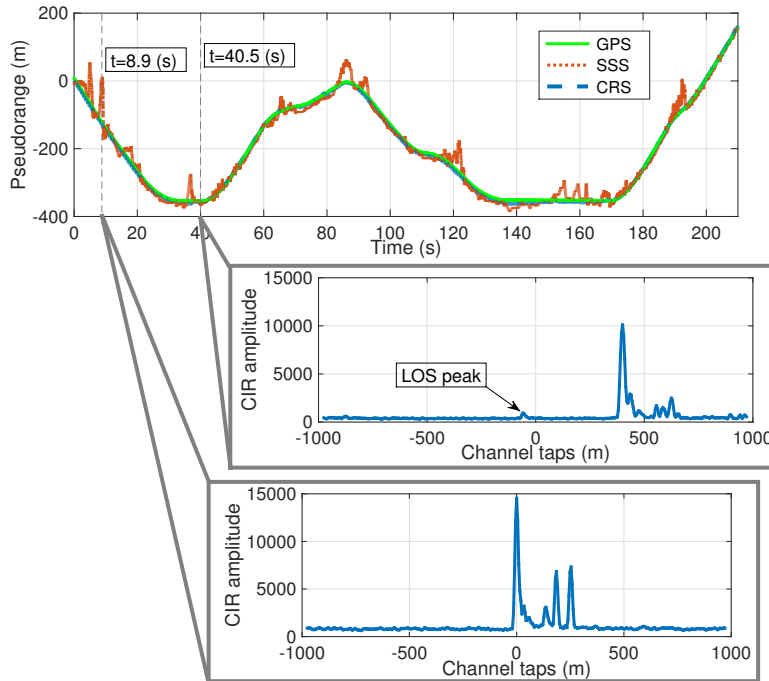 200
0
-200
-400
Pseudorange (m)
t=8.9 (s)
t=40.5 (s)
GPS
SSS
CRS
0 20 40 60 80 100 120 140 160 180 200
Time (s)
15000
10000
5000
0
CIR amplitude
LOS peak
-1000 -500 0 500 1000
Channel taps (m)
15000
10000
5000
0
CIR amplitude
-1000 -500 0 500 1000
Channel taps (m)